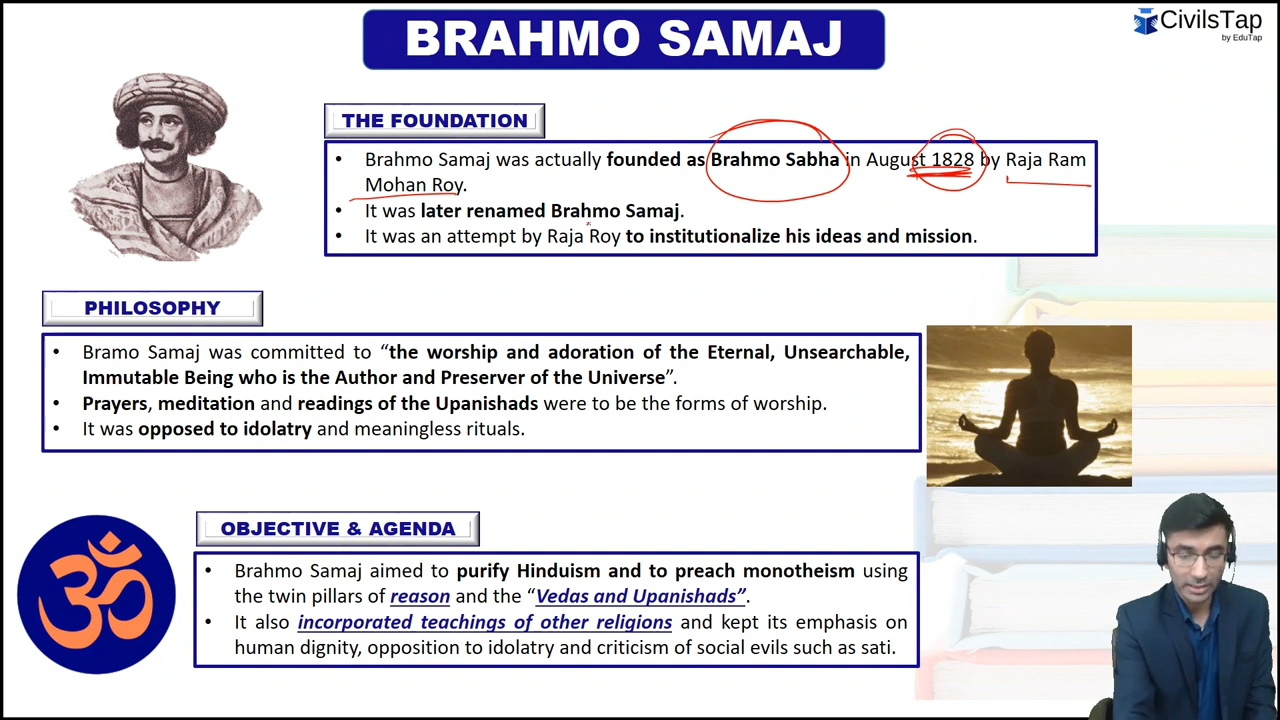 BRAHMO SAMAJ
CivilsTap
by EduTap
THE FOUNDATION
• Brahmo Samaj was actually founded as Brahmo Sabha in August 1828 by Raja Ram
Mohan Roy.
• It was later renamed Brahmo Samaj.
• It was an attempt by Raja Roy to institutionalize his ideas and mission.
PHILOSOPHY
• Bramo Samaj was committed to “the worship and adoration of the Eternal, Unsearchable,
Immutable Being who is the Author and Preserver of the Universe”.
• Prayers, meditation and readings of the Upanishads were to be the forms of worship.
• It was opposed to idolatry and meaningless rituals.
ॐ
OBJECTIVE & AGENDA
• Brahmo Samaj aimed to purify Hinduism and to preach monotheism using
the twin pillars of reason and the “Vedas and Upanishads”.
• It also incorporated teachings of other religions and kept its emphasis on
human dignity, opposition to idolatry and criticism of social evils such as sati.